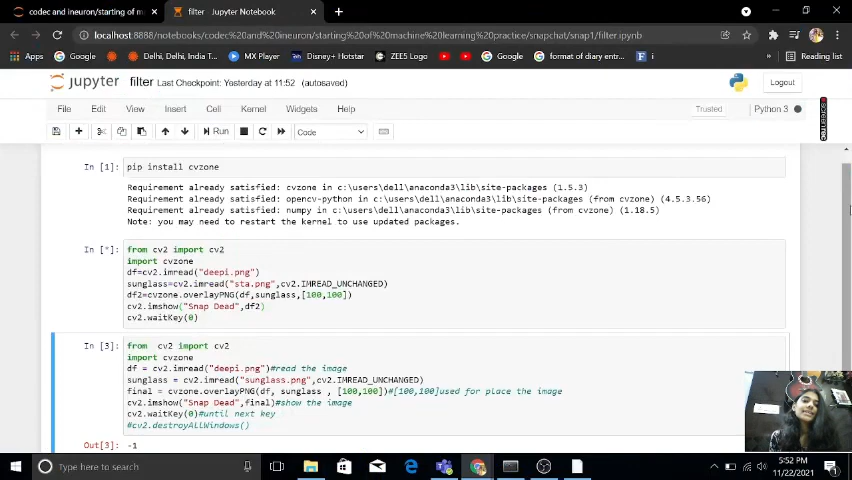 codec and ineuron/starting of m
filter - Jupyter Notebook
localhost:8888/notebooks/codec%20and%20ineuron/starting%20of%20machine%20learning%20practice/snapchat/snap1/filter.ipynb
Apps
Google
Delhi, Delhi, India T...
MX Player
Disney+ Hotstar
ZEE5 Logo
Google
format of diary entr...
i
Reading list
jupyter filter Last Checkpoint: Yesterday at 11:52 (autosaved)
Logout
File Edit View Insert Cell Kernel Widgets Help
Trusted
Python 3
Run
Code
In [1]: pip install cvzone
Requirement already satisfied: cvzone in c:\users\dell\anaconda3\lib\site-packages (1.5.3)
Requirement already satisfied: opencv-python in c:\users\dell\anaconda3\lib\site-packages (from cvzone) (4.5.3.56)
Requirement already satisfied: numpy in c:\users\dell\anaconda3\lib\site-packages (from cvzone) (1.18.5)
Note: you may need to restart the kernel to use updated packages.
In [*]: from cv2 import cv2
import cvzone
df=cv2.imread("deepi.png")
sunglass=cv2.imread("sta.png",cv2.IMREAD_UNCHANGED)
df2=cvzone.overlayPNG(df,sunglass,[100,100])
cv2.imshow("Snap Dead",df2)
cv2.waitKey(0)
In [3]: from cv2 import cv2
import cvzone
df = cv2.imread("deepi.png")#read the image
sunglass = cv2.imread("sunglass.png",cv2.IMREAD_UNCHANGED)
final = cvzone.overlayPNG(df, sunglass , [100,100])#[100,100]used for place the image
cv2.imshow("Snap Dead",final)#show the image
cv2.waitKey(0)#until next key
#cv2.destroyAllWindows()
Out[3]: -1
Type here to search
5:52 PM
11/22/2021